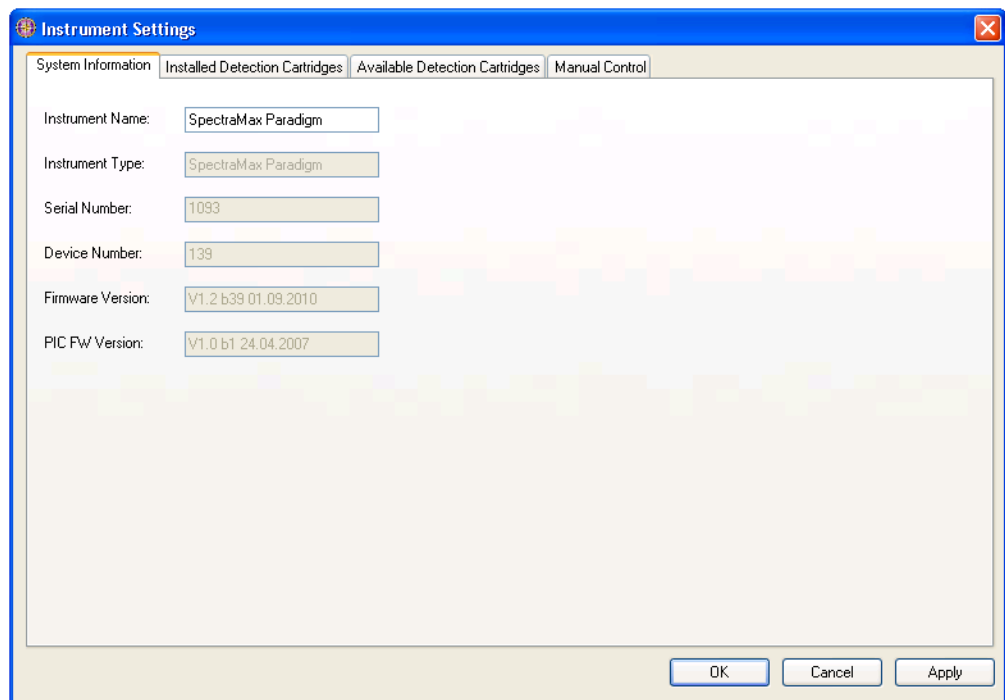 Instrument Settings
System Information Installed Detection Cartridges Available Detection Cartridges Manual Control
Instrument Name: SpectraMax Paradigm
Instrument Type: SpectraMax Paradigm
Serial Number: 1093
Device Number: 139
Firmware Version: V1.2 b39 01.09.2010
PIC FW Version: V1.0 b1 24.04.2007
OK Cancel Apply